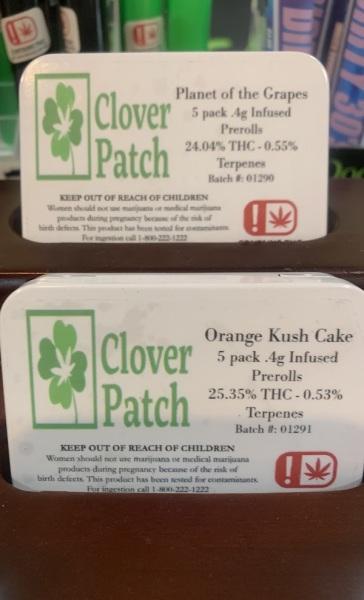 Clover
Patch
Planet of the Grapes
5 pack .4g Infused
Prerolls
24.04% THC - 0.55%
Terpenes
Batch #: 01290
KEEP OUT OF REACH OF CHILDREN
Women should not use marijuana or medical marijuana
products during pregnancy because of the risk of
birth defects. This product has been tested for contaminants.
For ingestion call 1-800-222-1222
!
Clover
Patch
Orange Kush Cake
5 pack .4g Infused
Prerolls
25.35% THC - 0.53%
Terpenes
Batch #: 01291
KEEP OUT OF REACH OF CHILDREN
Women should not use marijuana or medical marijuana
products during pregnancy because of the risk of
birth defects. This product has been tested for contaminants.
For ingestion call 1-800-222-1222
!